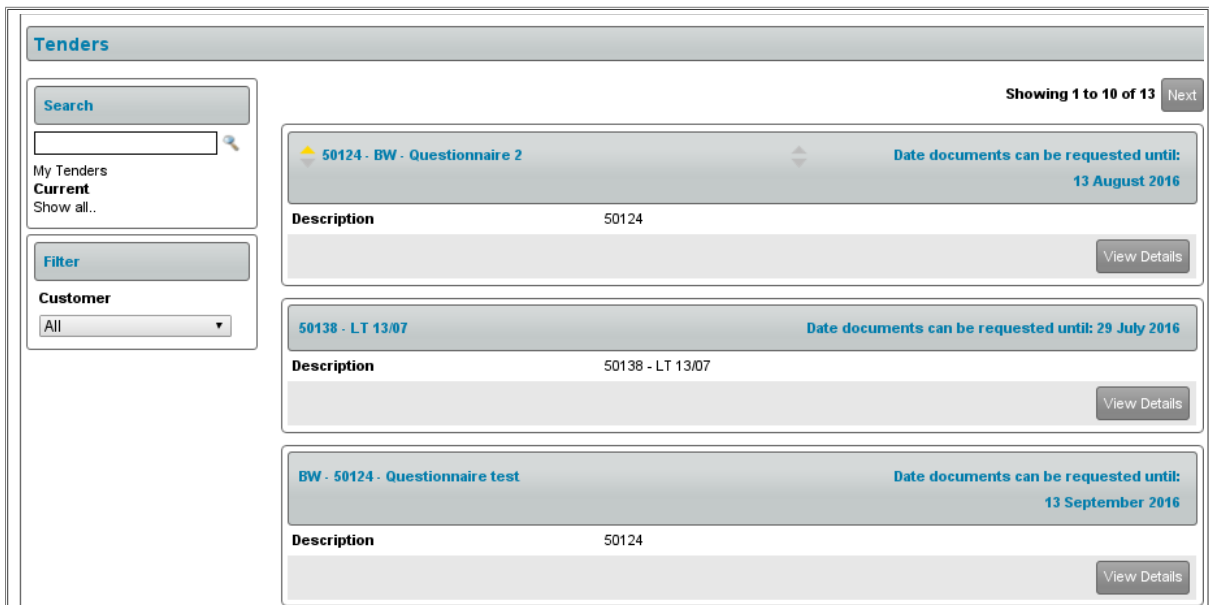 Tenders
Search
My Tenders
Current
Show all..
Filter
Customer
All
Showing 1 to 10 of 13 Next
50124 - BW - Questionnaire 2 Date documents can be requested until:
13 August 2016
Description 50124
View Details
50138 - LT 13/07 Date documents can be requested until: 29 July 2016
Description 50138 - LT 13/07
View Details
BW - 50124 - Questionnaire test Date documents can be requested until:
13 September 2016
Description 50124
View Details